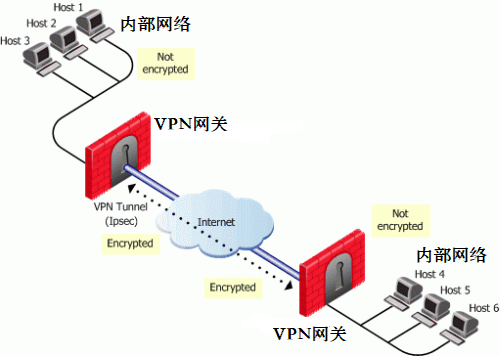 Host 1
内部网络
Host 2
Host 3
Not
encrypted
VPN网关
VPN Tunnel
(Ipsec)
Encrypted
Internet
Not
encrypted
Encrypted
内部网络
Host 4
Host 5
Host 6
VPN网关